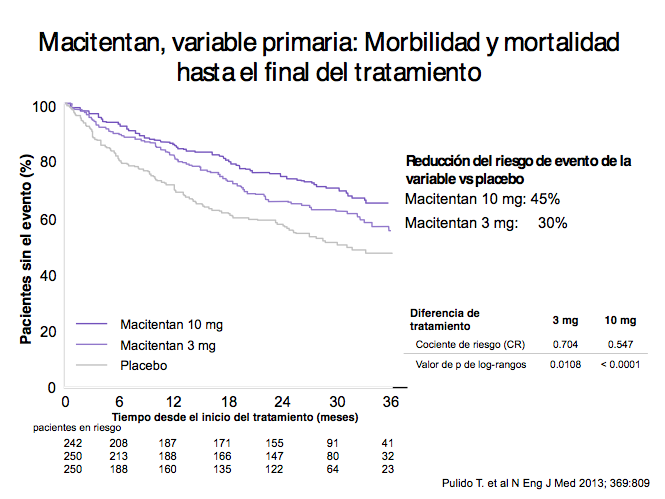 Macitentan, variable primaria: Morbilidad y mortalidad
hasta el final del tratamiento
Pacientes sin el evento (%)
100
80
60
40
20
0
Macitentan 10 mg
Macitentan 3 mg
Placebo
0 6 12 18 24 30 36
Tiempo desde el inicio del tratamiento (meses)
pacientes en riesgo
242 208 187 171 155 91 41
250 213 188 166 147 80 32
250 188 160 135 122 64 23
Reducción del riesgo de evento de la
variable vs placebo
Macitentan 10 mg: 45%
Macitentan 3 mg: 30%
Diferencia de
tratamiento 3 mg 10 mg
Cociente de riesgo (CR) 0.704 0.547
Valor de p de log-rangos 0.0108 < 0.0001
Pulido T. et al N Eng J Med 2013; 369:809